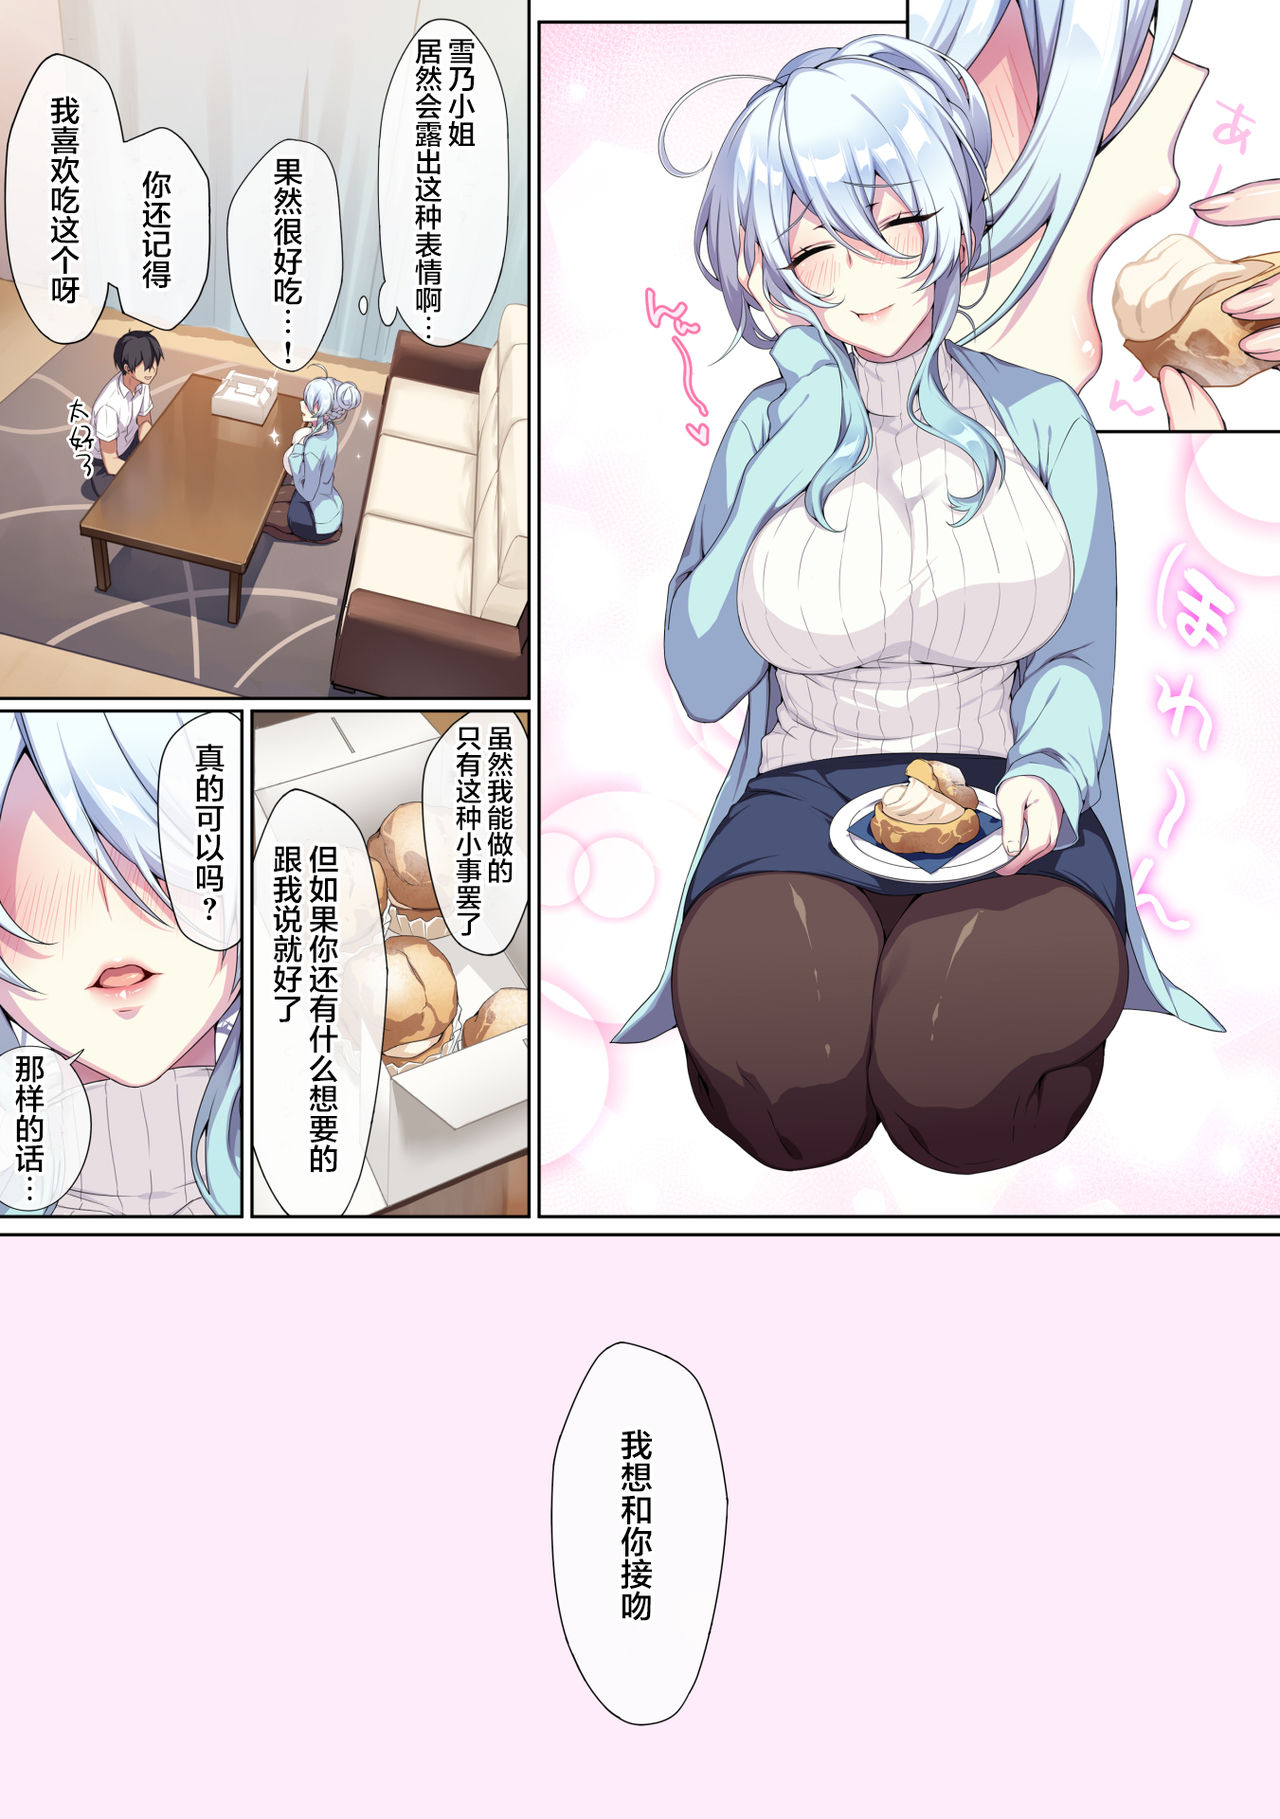 あーん
んん〜〜♡
ほわ〜〜ん
雪乃小姐
居然会露出这种表情啊…
果然很好吃…！
你还记得
我喜欢吃这个呀
太好了
虽然我能做的
只有这种小事罢了
但如果你还有什么想要的
跟我说就好了
真的可以吗？
那样的话…
我想和你接吻